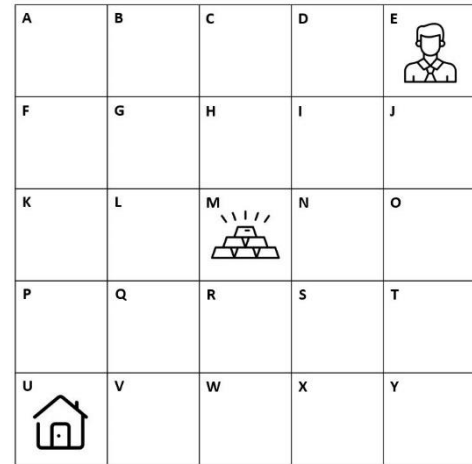 A B C D E
F G H I J
K L M N O
P Q R S T
U V W X Y